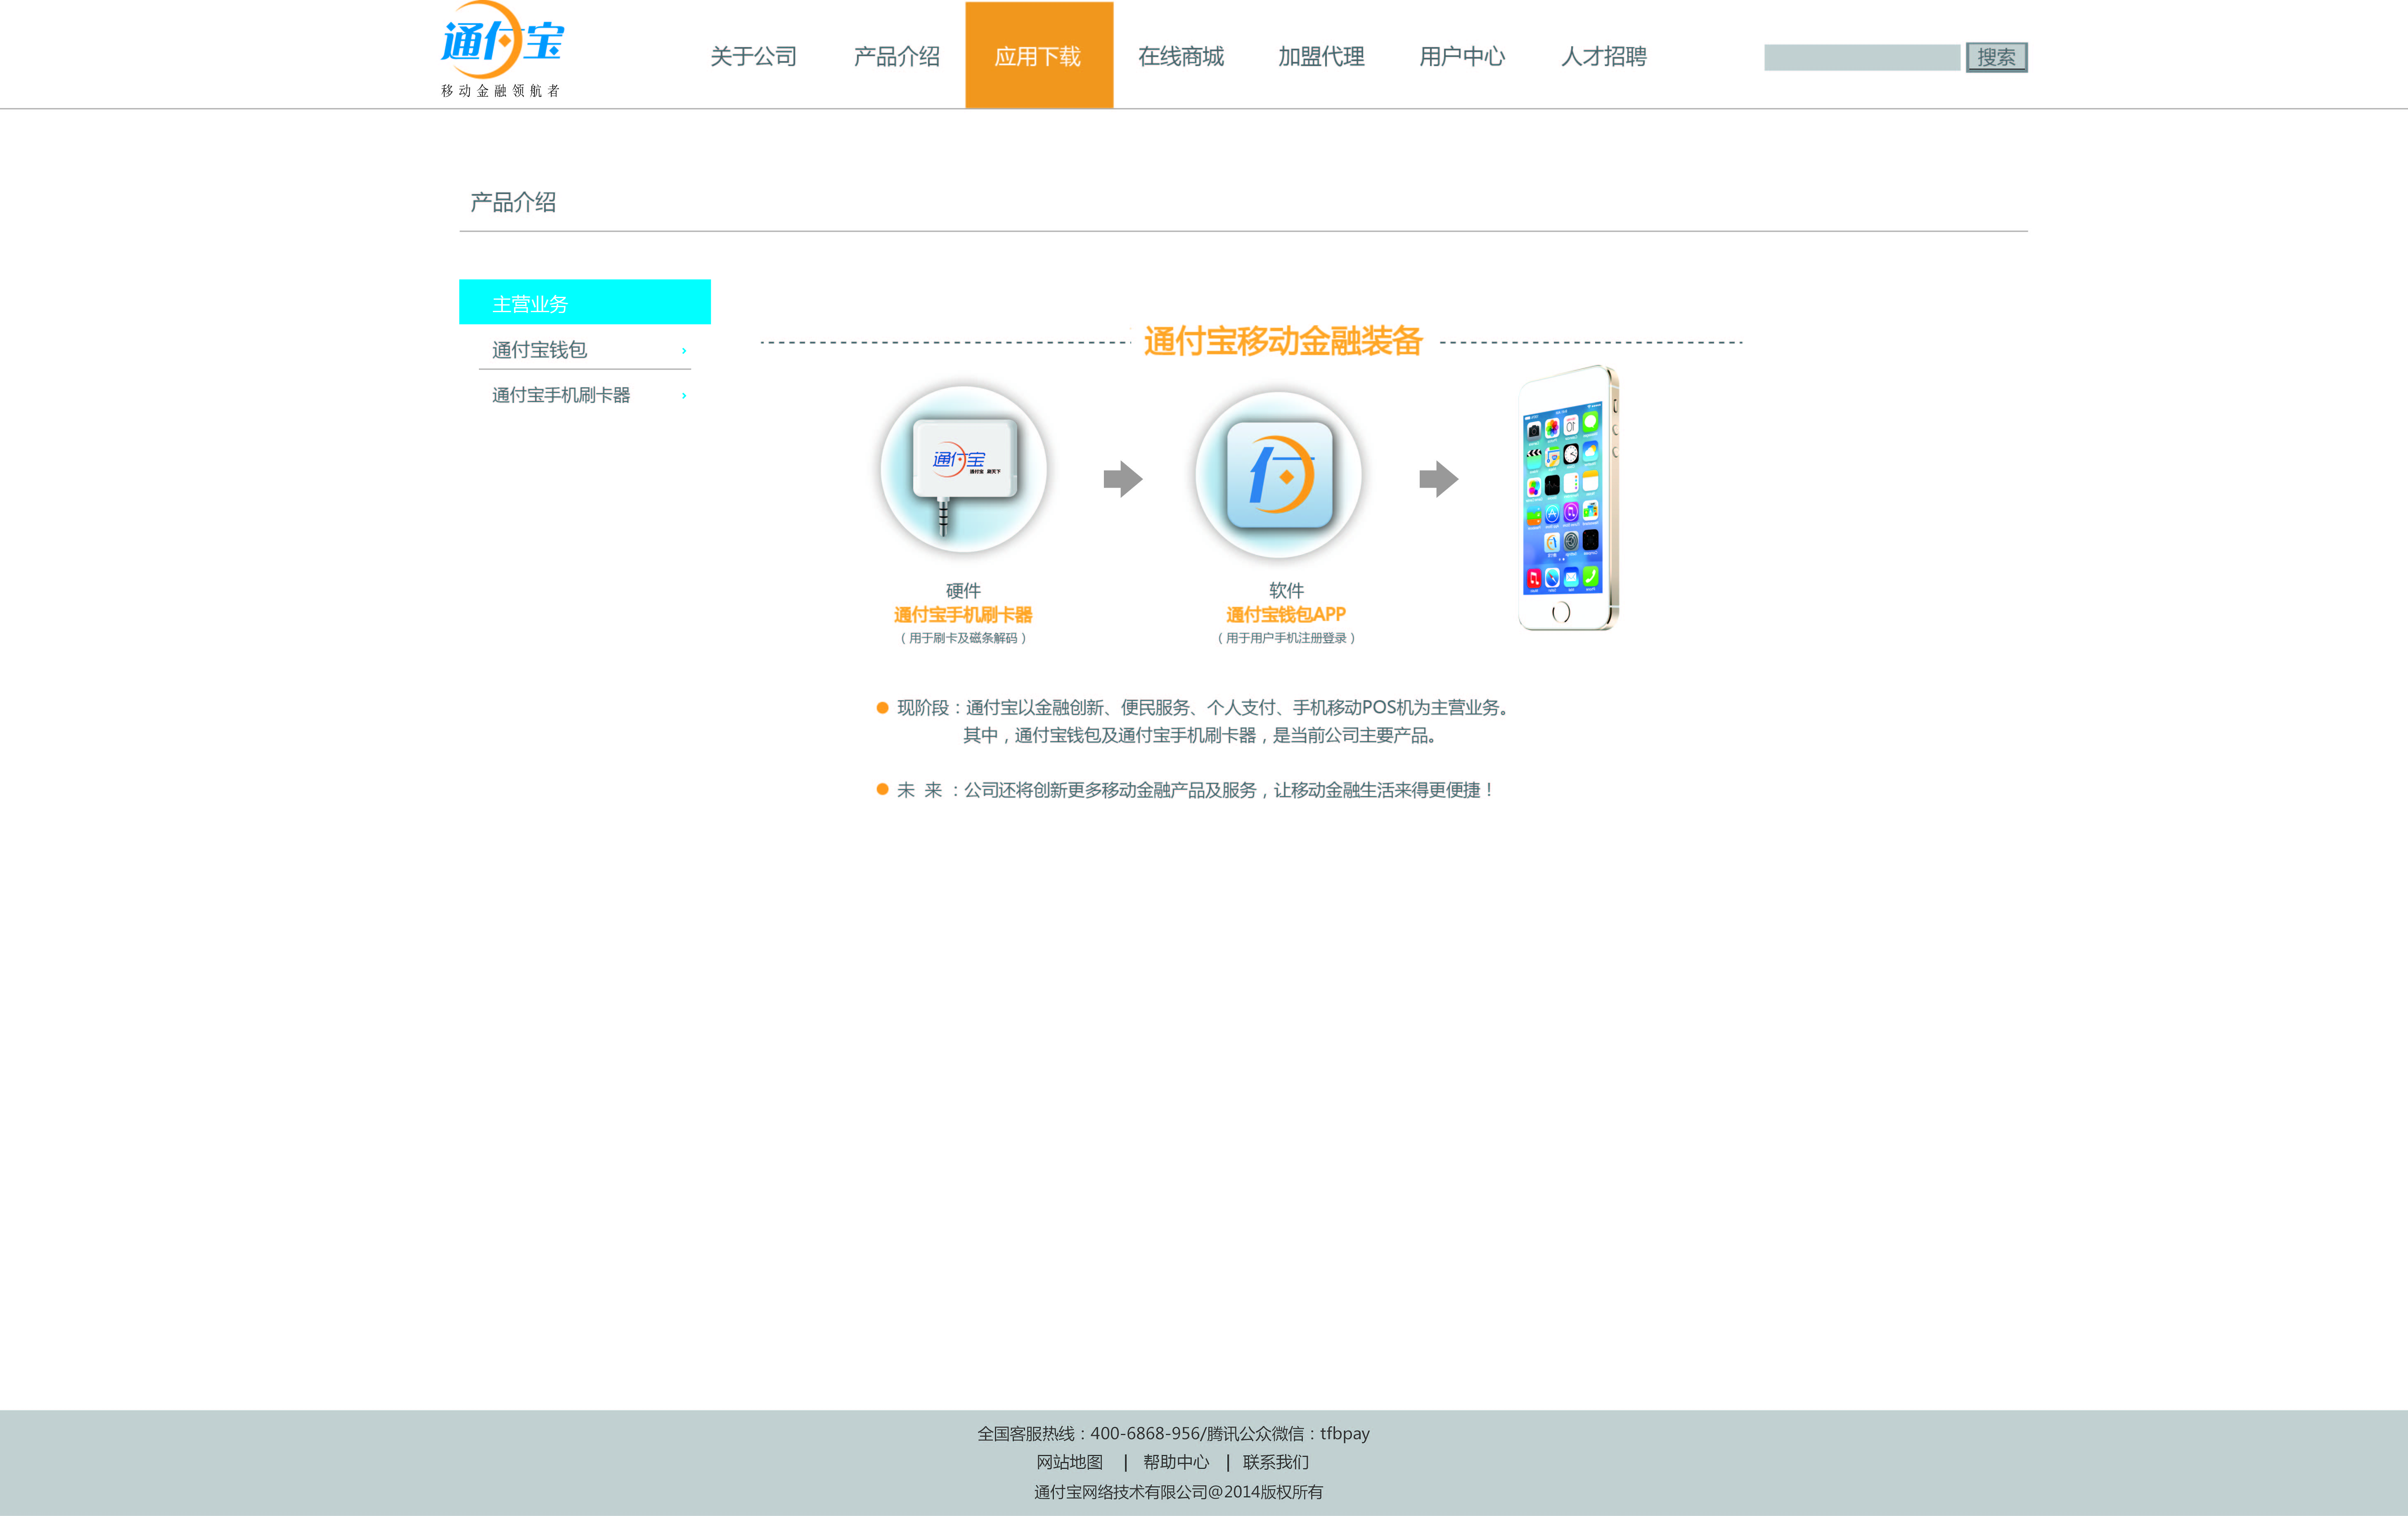 通付宝
移动金融领航者
关于公司 产品介绍 应用下载 在线商城 加盟代理 用户中心 人才招聘 搜索
产品介绍
主营业务
通付宝钱包
通付宝手机刷卡器
通付宝移动金融装备
通付宝
通付宝 刷天下
付
硬件
通付宝手机刷卡器
（用于刷卡及磁条解码）
软件
通付宝钱包APP
（用于用户手机注册登录）
现阶段：通付宝以金融创新、便民服务、个人支付、手机移动POS机为主营业务。
其中，通付宝钱包及通付宝手机刷卡器，是当前公司主要产品。
未 来 ：公司还将创新更多移动金融产品及服务，让移动金融生活来得更便捷！
全国客服热线：400-6868-956/腾讯公众微信：tfbpay
网站地图 | 帮助中心 | 联系我们
通付宝网络技术有限公司@2014版权所有